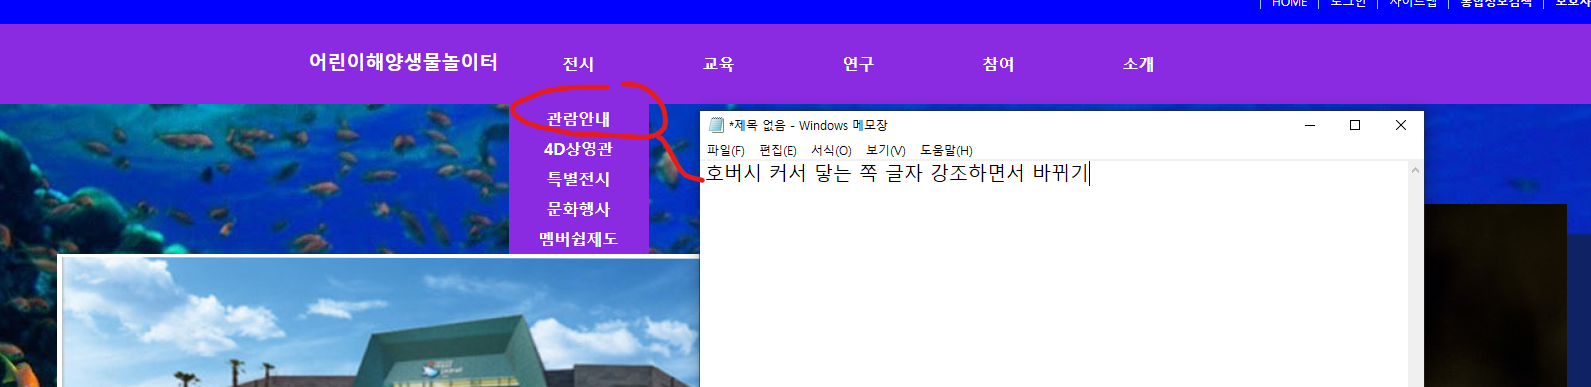 HOME | 로그인 | 사이트맵 | 통합정보검색 |
어린이해양생물놀이터 전시 교육 연구 참여 소개
관람안내
4D상영관
특별전시
문화행사
멤버쉽제도
*제목 없음 - Windows 메모장
파일(F) 편집(E) 서식(O) 보기(V) 도움말(H)
호버시 커서 닿는 쪽 글자 강조하면서 바뀌기